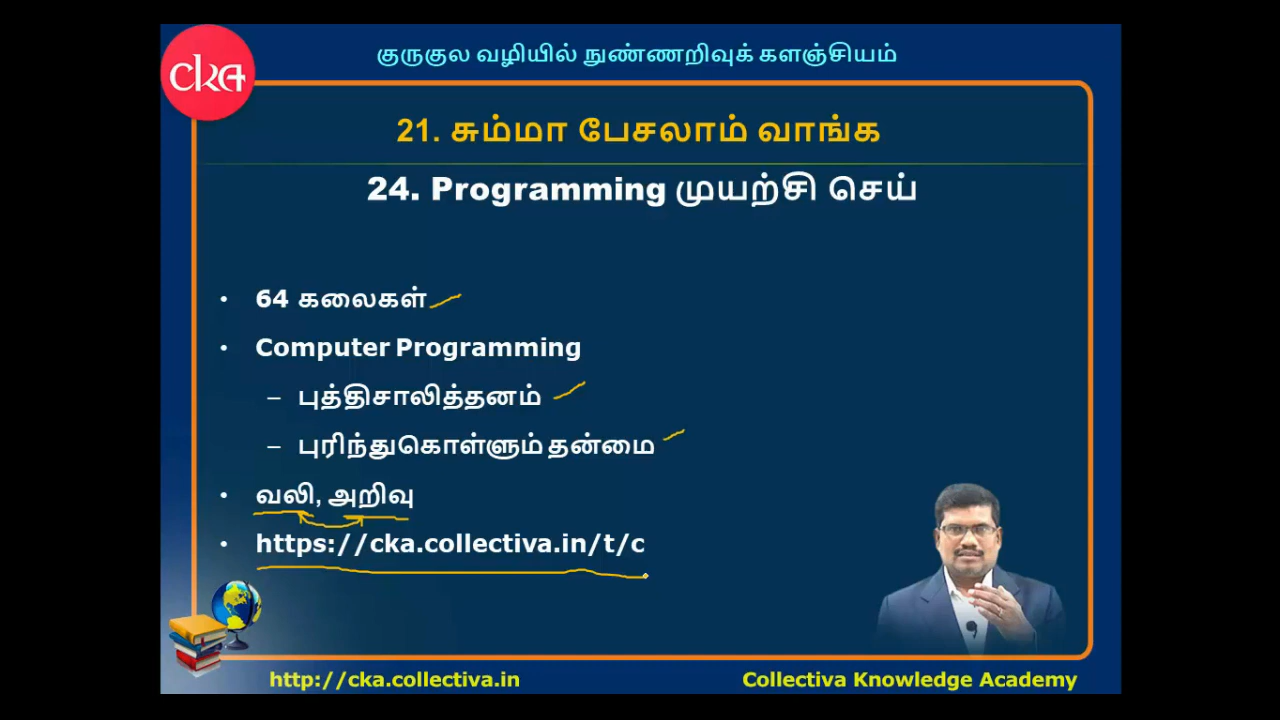 cka
குருகுல வழியில் நுண்ணறிவுக் களஞ்சியம்
21. சும்மா பேசலாம் வாங்க
24. Programming முயற்சி செய்
• 64 கலைகள்
• Computer Programming
– புத்திசாலித்தனம்
– புரிந்துகொள்ளும் தன்மை
• வலி, அறிவு
• https://cka.collectiva.in/t/c
http://cka.collectiva.in
Collectiva Knowledge Academy